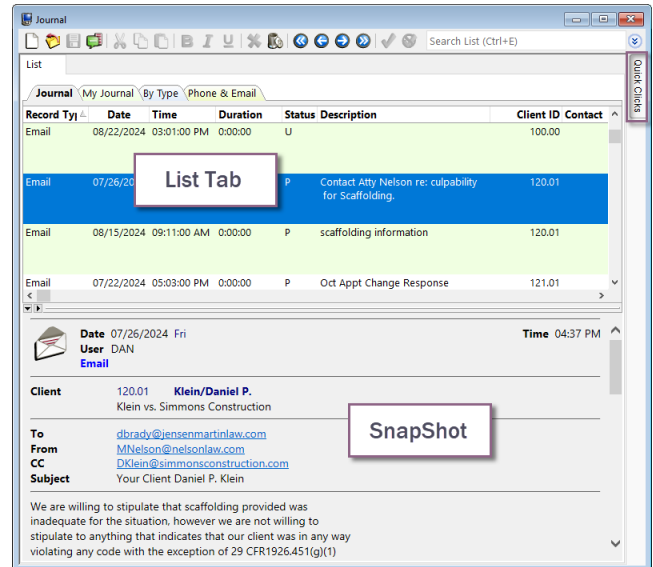 Journal
B I U Search List (Ctrl+E)
List
Quick Clicks
Journal My Journal By Type Phone & Email
Record Ty Date Time Duration Status Description Client ID Contact
Email 08/22/2024 03:01:00 PM 0:00:00 U 100.00
List Tab
Email 07/26/20 P Contact Atty Nelson re: culpability 120.01
for Scaffolding.
Email 08/15/2024 09:11:00 AM 0:00:00 P scaffolding information 120.01
Email 07/22/2024 05:03:00 PM 0:00:00 P Oct Appt Change Response 121.01
Date 07/26/2024 Fri Time 04:37 PM
User DAN
Email
Client 120.01 Klein/Daniel P.
Klein vs. Simmons Construction
SnapShot
To dbrady@jensenmartinlaw.com
From MNelson@nelsonlaw.com
CC DKlein@simmonsconstruction.com
Subject Your Client Daniel P. Klein
We are willing to stipulate that scaffolding provided was
inadequate for the situation, however we are not willing to
stipulate to anything that indicates that our client was in any way
violating any code with the exception of 29 CFR1926.451(g)(1)